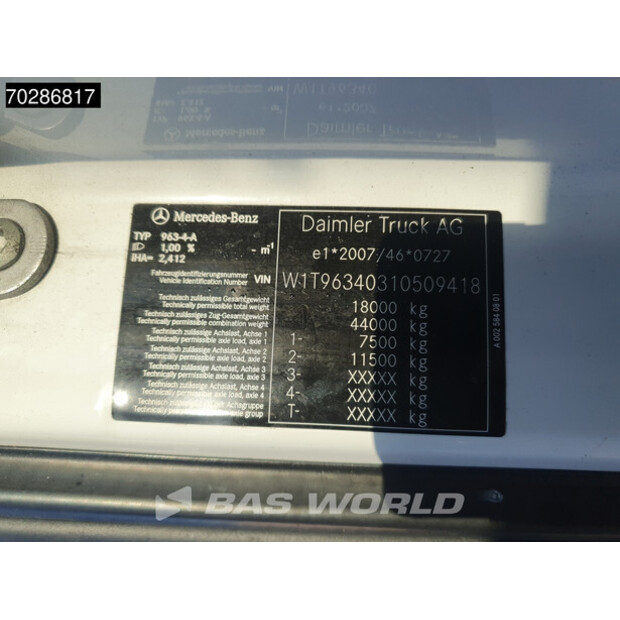 70286817
Mercedes-Benz
Daimler Truck AG
TYP 963-4-A
1,00 % - m⁻¹
IHA= 2,412
e1*2007/46*0727
Fahrzeugidentifizierungsnummer
Vehicle Identification Number VIN
W1T96340310509418
Technisch zulässiges Gesamtgewicht
Technically permissible total weight
18000 kg
Technisch zulässiges Zug-Gesamtgewicht
Technically permissible combination weight
44000 kg
Technisch zulässige Achslast, Achse 1
Technically permissible axle load, axle 1
1- 7500 kg
Technisch zulässige Achslast, Achse 2
Technically permissible axle load, axle 2
2- 11500 kg
Technisch zulässige Achslast, Achse 3
Technically permissible axle load, axle 3
3- XXXXX kg
Technisch zulässige Achslast, Achse 4
Technically permissible axle load, axle 4
4- XXXXX kg
T- XXXXX kg
A 002 584 08 01
BAS WORLD